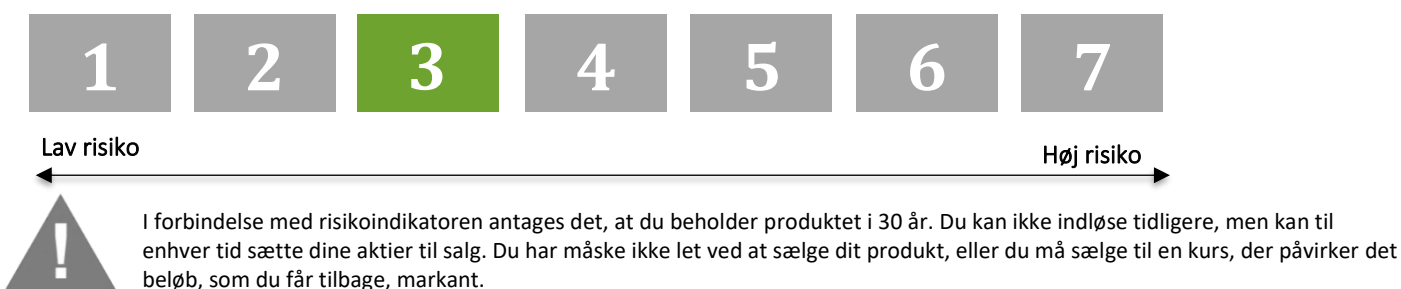 1 2 3 4 5 6 7
Lav risiko Høj risiko
! I forbindelse med risikoindikatoren antages det, at du beholder produktet i 30 år. Du kan ikke indløse tidligere, men kan til
enhver tid sætte dine aktier til salg. Du har måske ikke let ved at sælge dit produkt, eller du må sælge til en kurs, der påvirker det
beløb, som du får tilbage, markant.